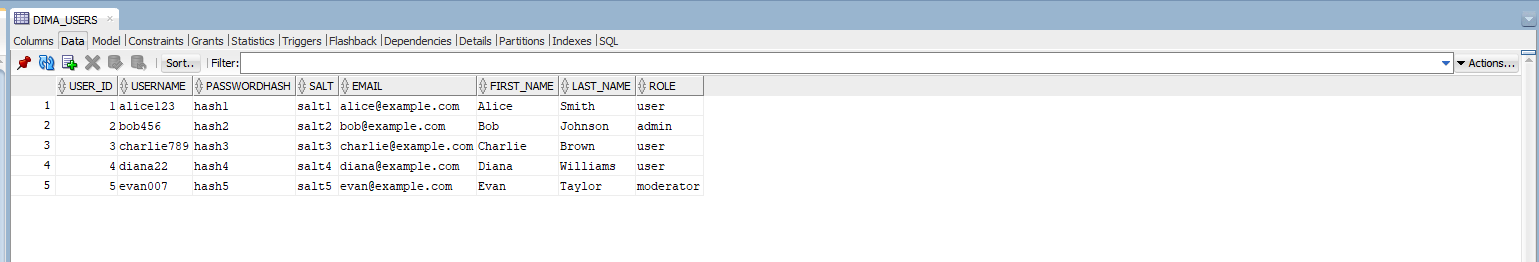 DIMA_USERS
Columns Data Model Constraints Grants Statistics Triggers Flashback Dependencies Details Partitions Indexes SQL
Sort.. Filter: Actions...
USER_ID USERNAME PASSWORDHASH SALT EMAIL FIRST_NAME LAST_NAME ROLE
1 1 alice123 hash1 salt1 alice@example.com Alice Smith user
2 2 bob456 hash2 salt2 bob@example.com Bob Johnson admin
3 3 charlie789 hash3 salt3 charlie@example.com Charlie Brown user
4 4 diana22 hash4 salt4 diana@example.com Diana Williams user
5 5 evan007 hash5 salt5 evan@example.com Evan Taylor moderator